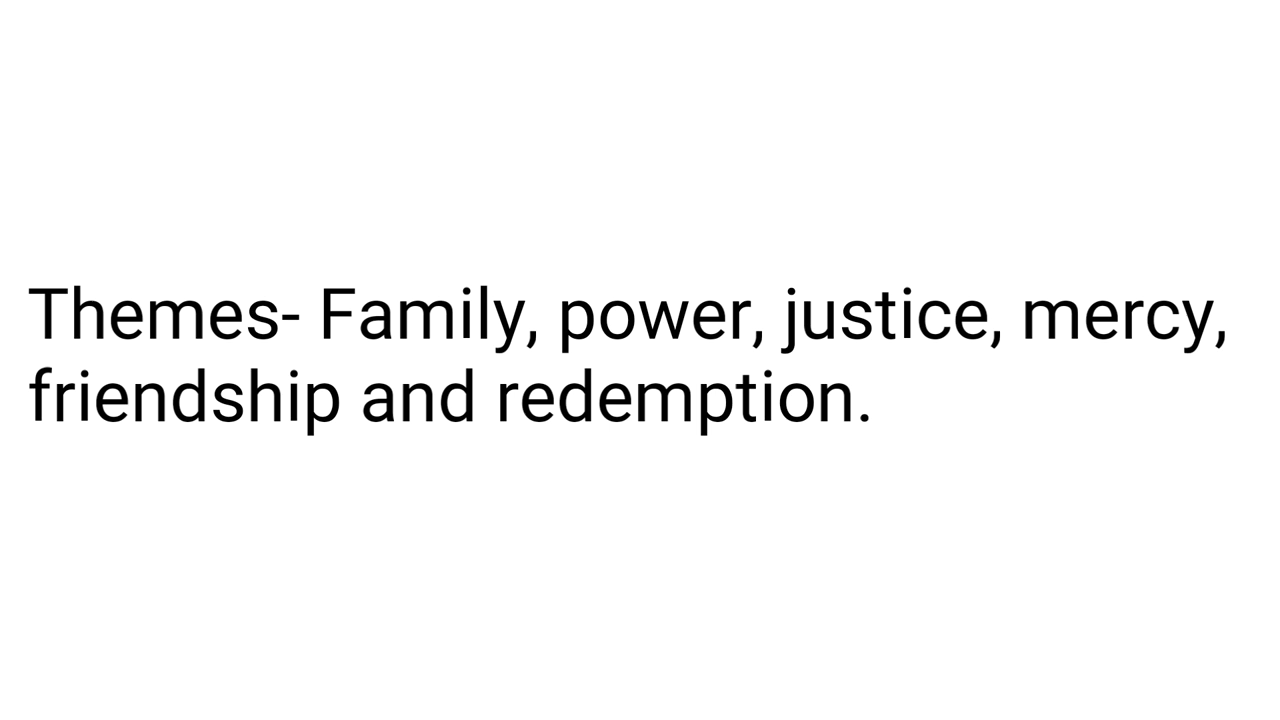 Themes- Family, power, justice, mercy,
friendship and redemption.